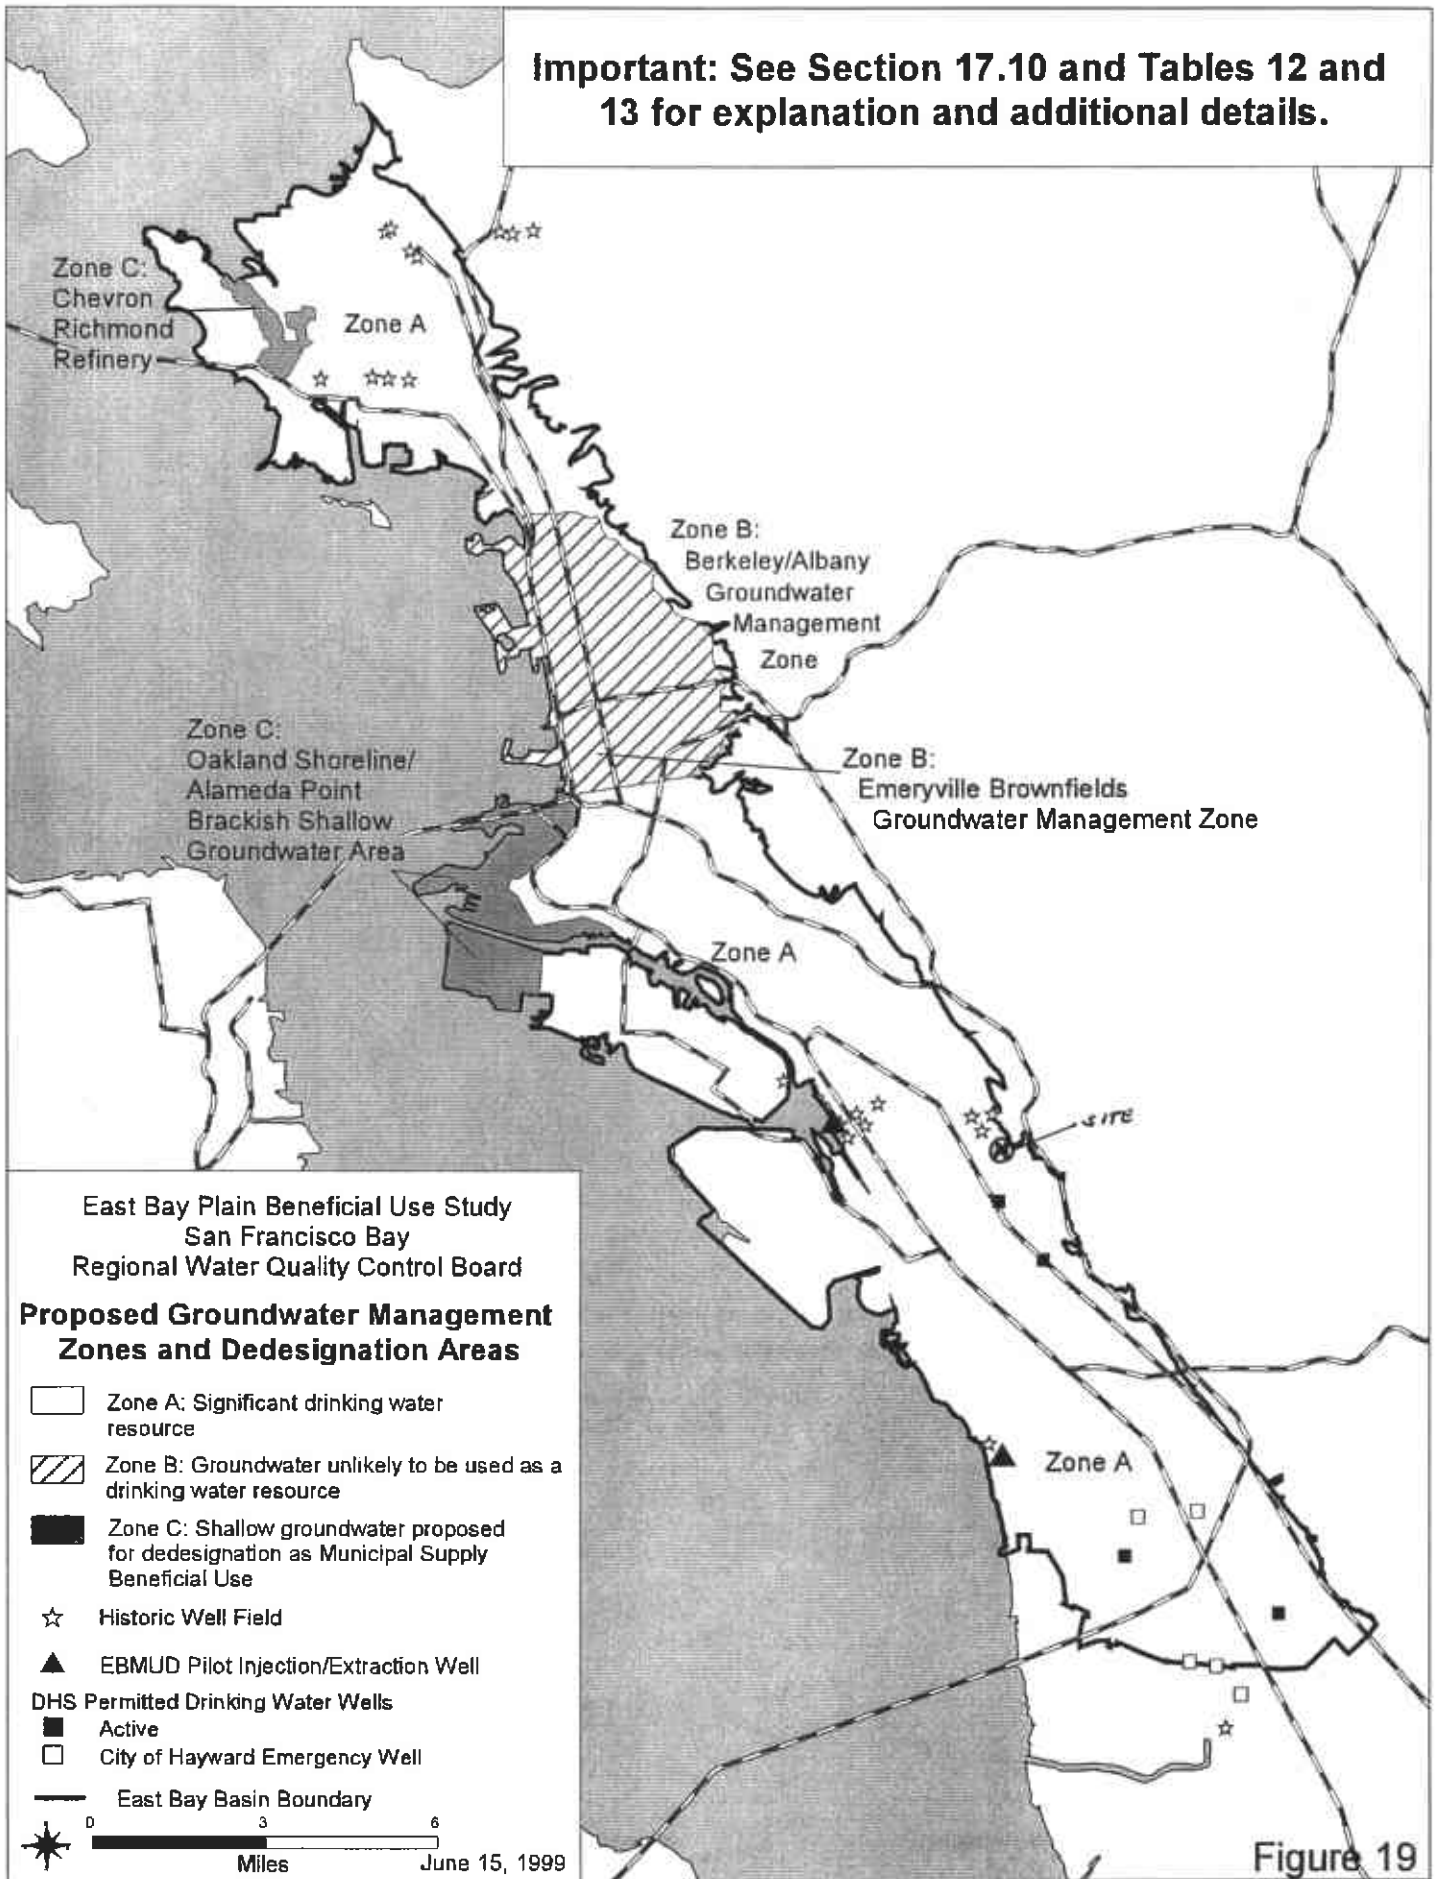 Important: See Section 17.10 and Tables 12 and
13 for explanation and additional details.
Zone C:
Chevron
Richmond
Refinery
Zone A
Zone B:
Berkeley/Albany
Groundwater
Management
Zone
Zone C:
Oakland Shoreline/
Alameda Point
Brackish Shallow
Groundwater Area
Zone B:
Emeryville Brownfields
Groundwater Management Zone
Zone A
SITE
Zone A
East Bay Plain Beneficial Use Study
San Francisco Bay
Regional Water Quality Control Board
Proposed Groundwater Management
Zones and Dedesignation Areas
Zone A: Significant drinking water
resource
Zone B: Groundwater unlikely to be used as a
drinking water resource
Zone C: Shallow groundwater proposed
for dedesignation as Municipal Supply
Beneficial Use
Historic Well Field
EBMUD Pilot Injection/Extraction Well
DHS Permitted Drinking Water Wells
Active
City of Hayward Emergency Well
East Bay Basin Boundary
0 3 6
Miles
June 15, 1999
Figure 19